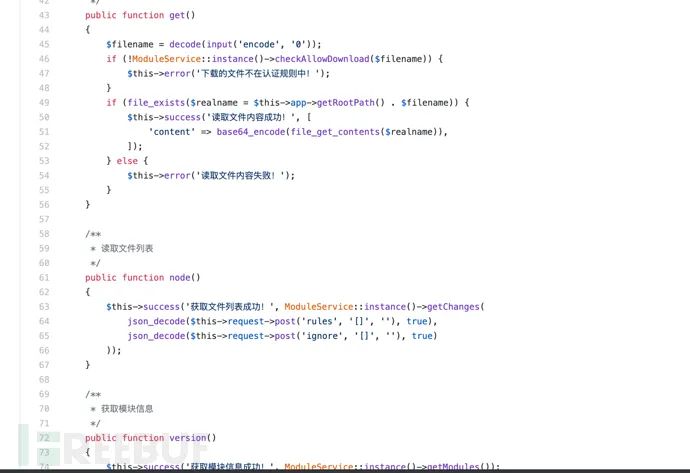 42 */
43 public function get()
44 {
45 $filename = decode(input('encode', '0'));
46 if (!ModuleService::instance()->checkAllowDownload($filename)) {
47 $this->error('下载的文件不在认证规则中！');
48 }
49 if (file_exists($realname = $this->app->getRootPath() . $filename)) {
50 $this->success('读取文件内容成功！', [
51 'content' => base64_encode(file_get_contents($realname)),
52 ]);
53 } else {
54 $this->error('读取文件内容失败！');
55 }
56 }
57
58 /**
59 * 读取文件列表
60 */
61 public function node()
62 {
63 $this->success('获取文件列表成功！', ModuleService::instance()->getChanges(
64 json_decode($this->request->post('rules', '[]', ''), true),
65 json_decode($this->request->post('ignore', '[]', ''), true)
66 ));
67 }
68
69 /**
70 * 获取模块信息
71 */
72 public function version()
73 {
74 $this->success('获取模块信息成功！', ModuleService::instance()->getModules());
FREEBUF